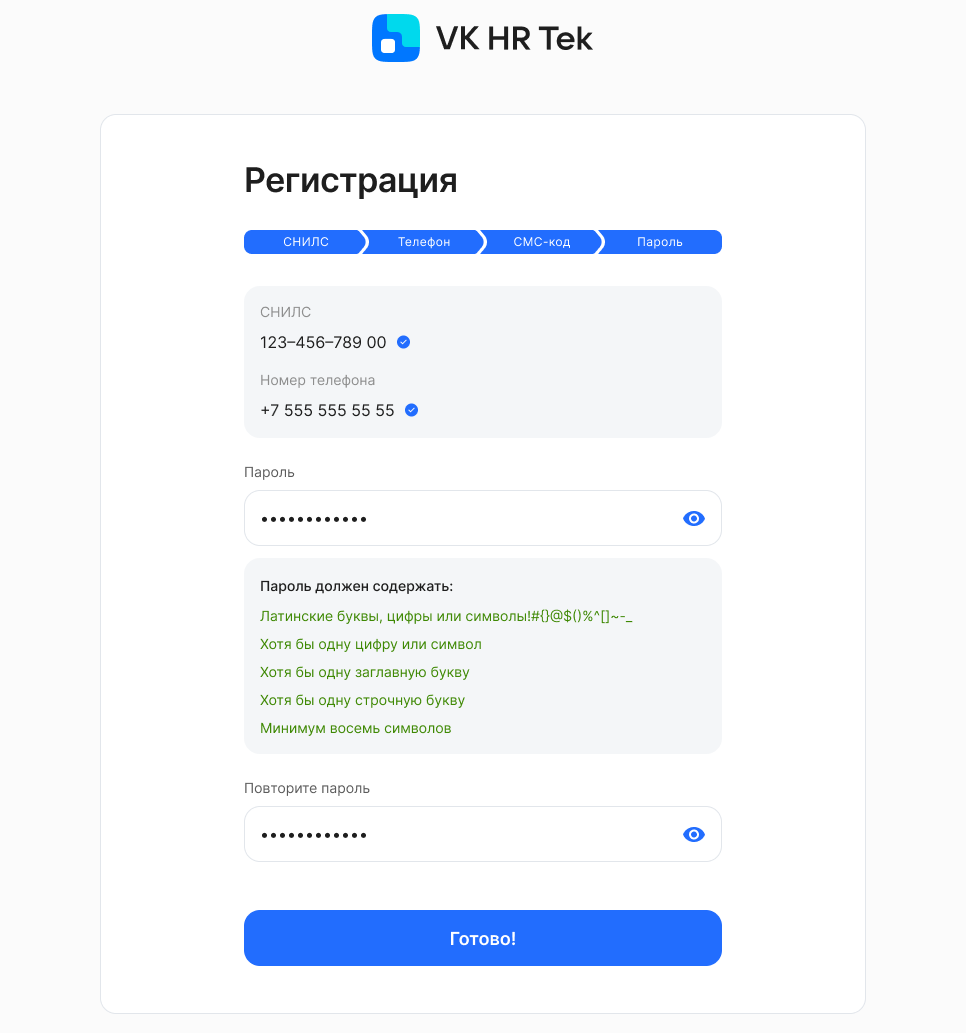 VK HR Tek
Регистрация
СНИЛС Телефон СМС-код Пароль
СНИЛС
123–456–789 00
Номер телефона
+7 555 555 55 55
Пароль
••••••••••••
Пароль должен содержать:
Латинские буквы, цифры или символы!#{}@$()%^[]~-_
Хотя бы одну цифру или символ
Хотя бы одну заглавную букву
Хотя бы одну строчную букву
Минимум восемь символов
Повторите пароль
••••••••••••
Готово!